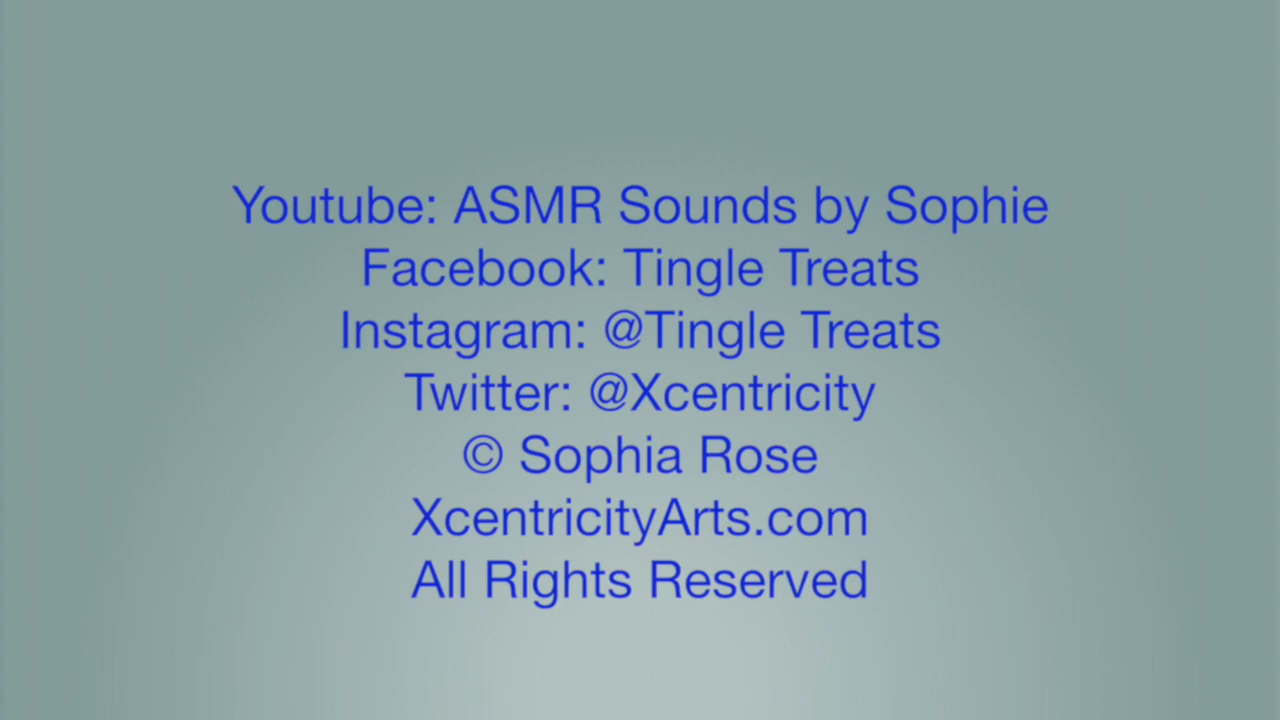 Youtube: ASMR Sounds by Sophie
Facebook: Tingle Treats
Instagram: @Tingle Treats
Twitter: @Xcentricity
© Sophia Rose
XcentricityArts.com
All Rights Reserved